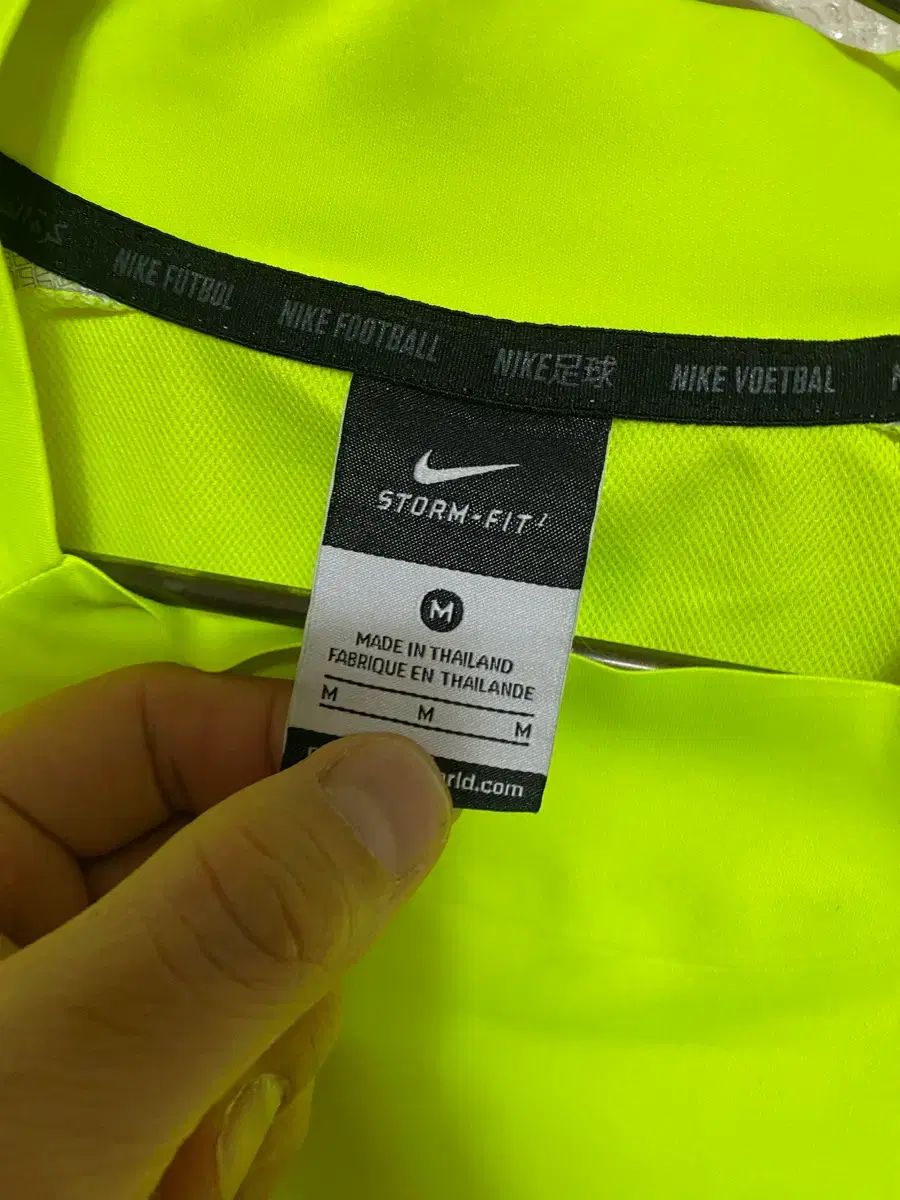 NIKE FÚTBOL NIKE FOOTBALL NIKE足球 NIKE VOETBAL
STORM-FIT
M
MADE IN THAILAND
FABRIQUE EN THAILANDE
M M M